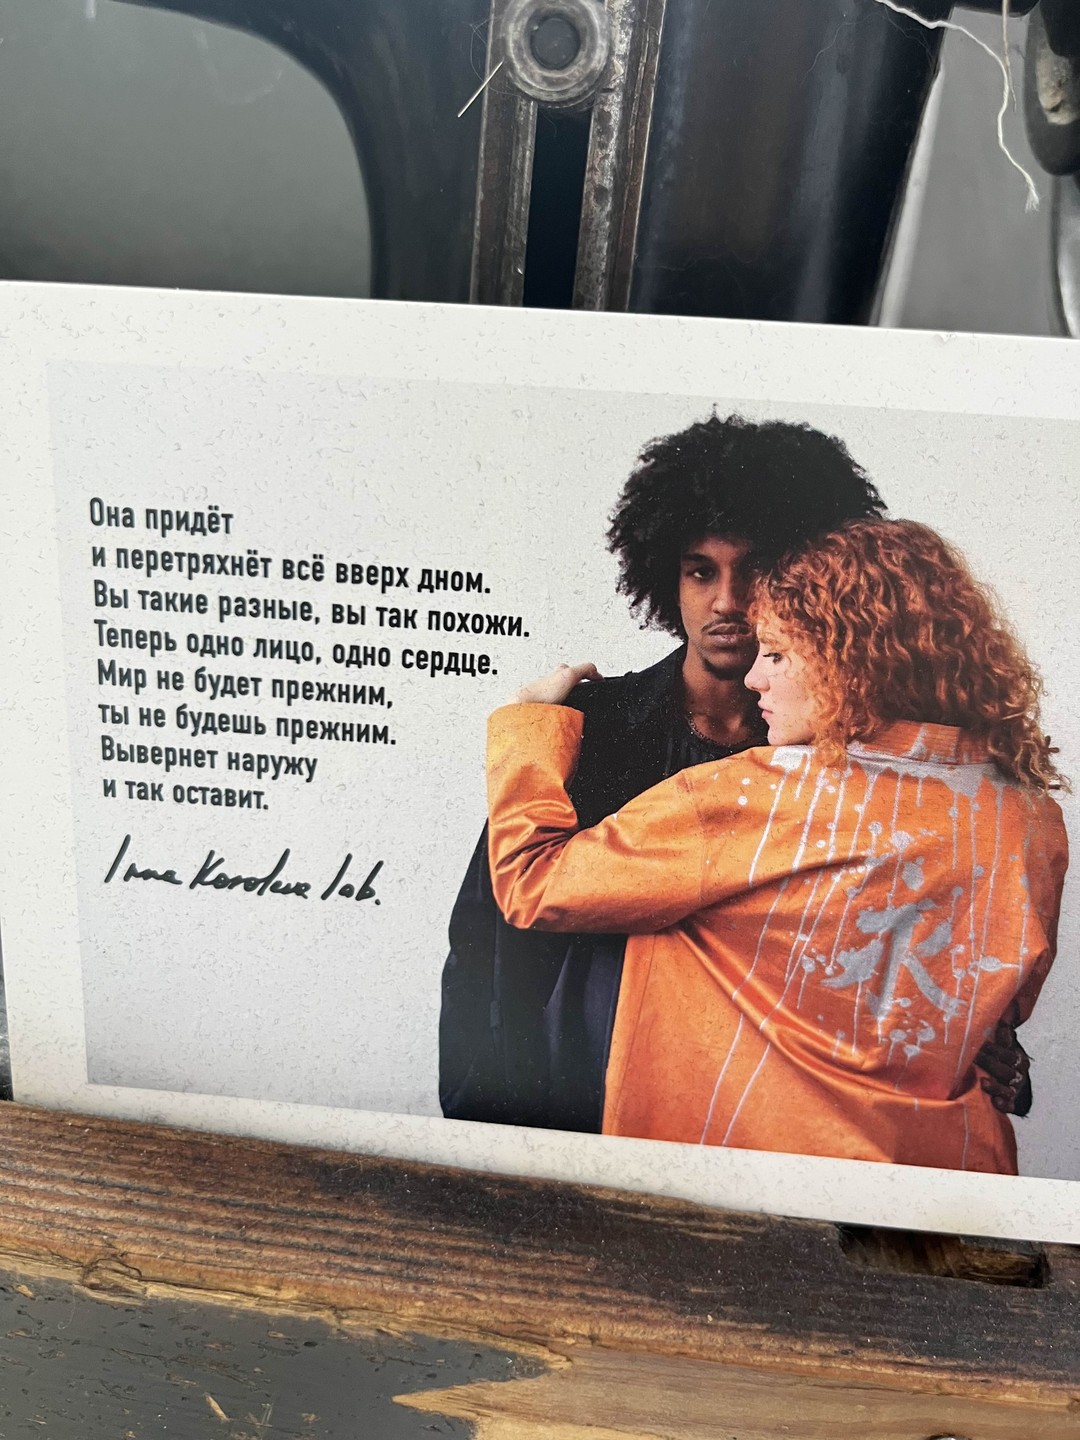 Она придёт
и перетряхнёт всё вверх дном.
Вы такие разные, вы так похожи.
Теперь одно лицо, одно сердце.
Мир не будет прежним,
ты не будешь прежним.
Вывернет наружу
и так оставит.
Inna Koroleva lab.
永